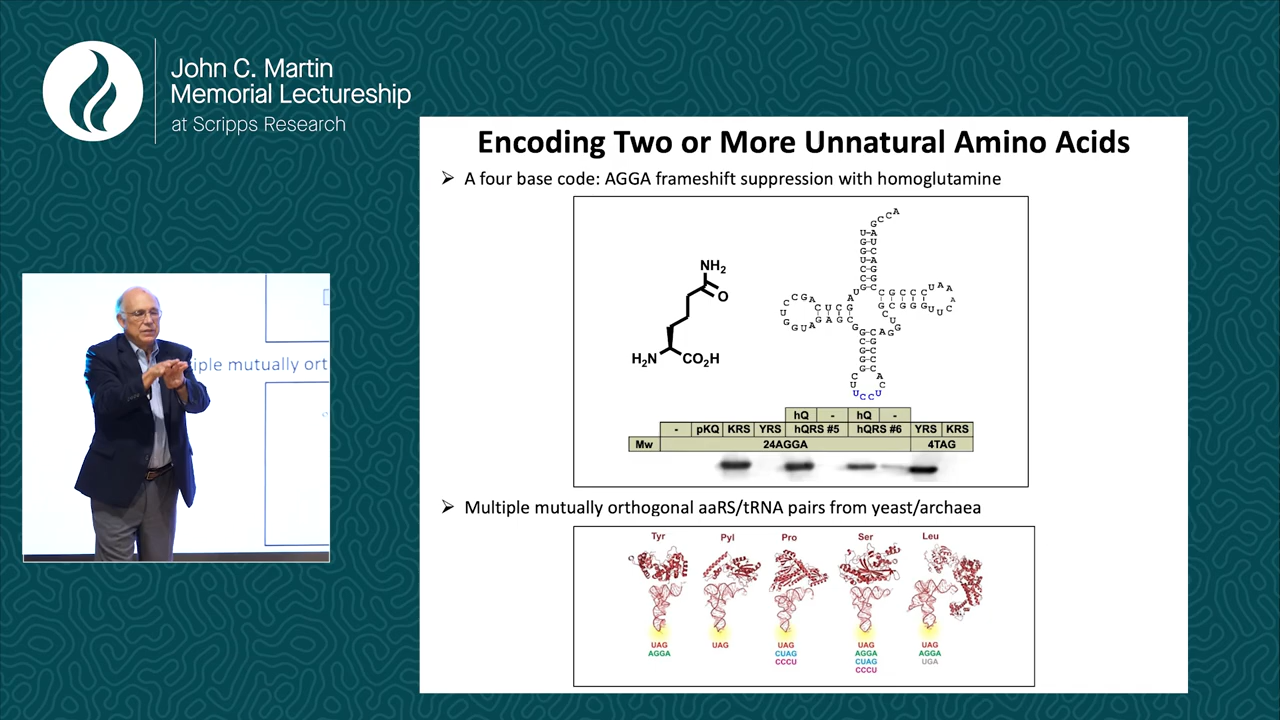 John C. Martin
Memorial Lectureship
at Scripps Research
Encoding Two or More Unnatural Amino Acids
➢ A four base code: AGGA frameshift suppression with homoglutamine
NH2
O
H2N
CO2H
hQ - hQ -
- pKQ KRS YRS hQRS #5 hQRS #6 YRS KRS
Mw 24AGGA 4TAG
➢ Multiple mutually orthogonal aaRS/tRNA pairs from yeast/archaea
Tyr Pyl Pro Ser Leu
UAG UAG UAG UAG UAG
AGGA CUAG AGGA AGGA
CCCU CUAG UGA
CCCU
iple mutually ort